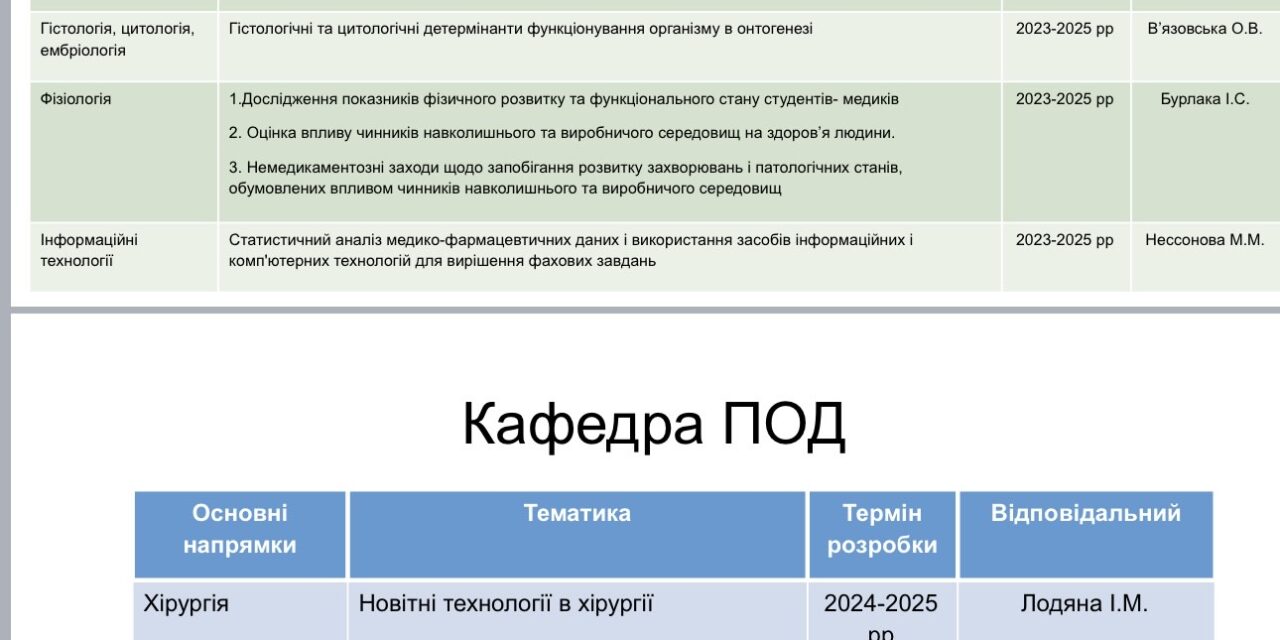 Гістологія, цитологія,
ембріологія
Гістологічні та цитологічні детермінанти функціонування організму в онтогенезі
2023-2025 рр
В’язовська О.В.
Фізіологія
1.Дослідження показників фізичного розвитку та функціонального стану студентів- медиків
2. Оцінка впливу чинників навколишнього та виробничого середовищ на здоров’я людини.
3. Немедикаментозні заходи щодо запобігання розвитку захворювань і патологічних станів,
обумовлених впливом чинників навколишнього та виробничого середовищ
2023-2025 рр
Бурлака І.С.
Інформаційні
технології
Статистичний аналіз медико-фармацевтичних даних і використання засобів інформаційних і
комп'ютерних технологій для вирішення фахових завдань
2023-2025 рр
Нессонова М.М.
Кафедра ПОД
Основні
напрямки
Тематика
Термін
розробки
Відповідальний
Хірургія
Новітні технології в хірургії
2024-2025
рр
Лодяна І.М.